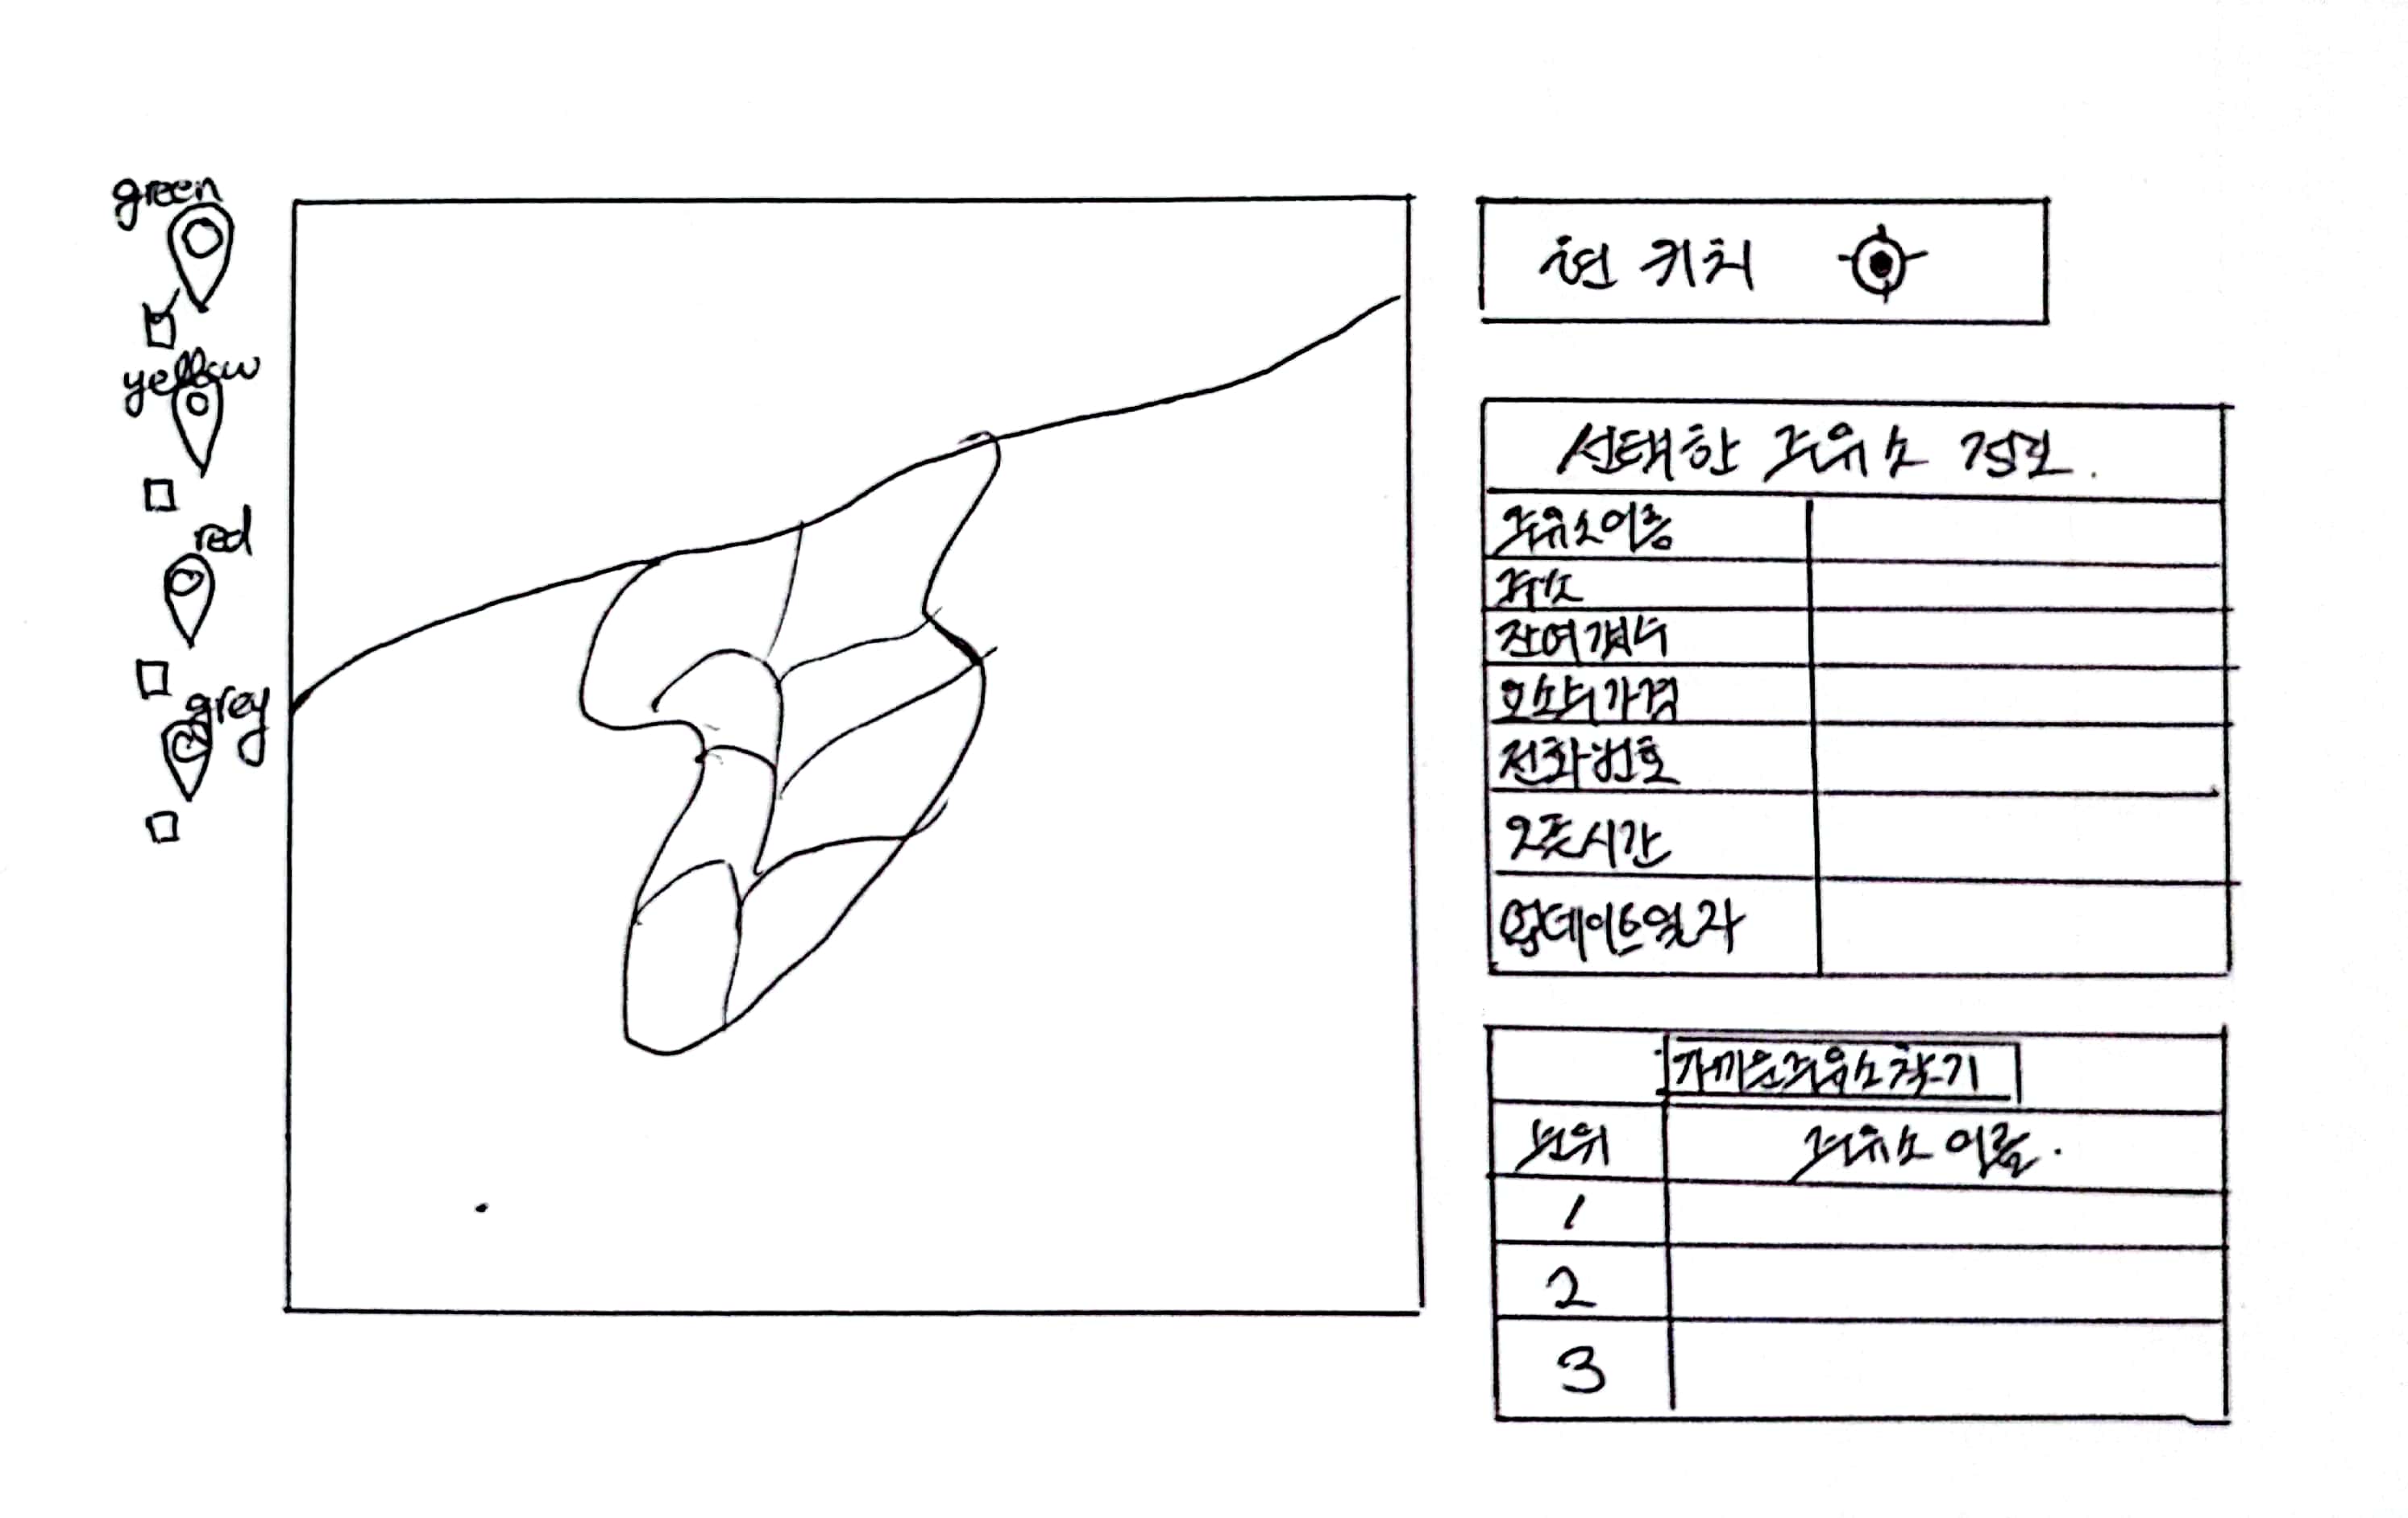 green
yellow
red
grey
현 위치
선택한 주유소 정보.
주유소이름
주소
잔여갯수
요소수가격
전화번호
오픈시간
업데이트일자
가까운주유소찾기
순위
주유소 이름.
1
2
3